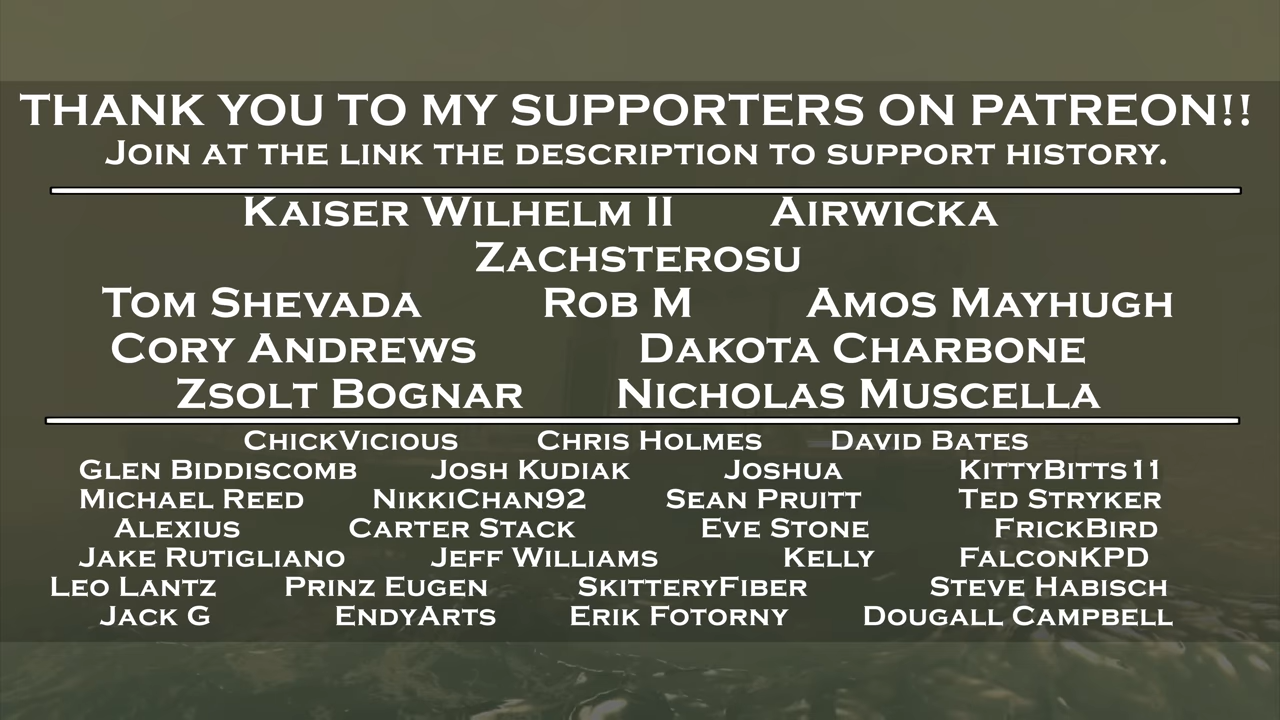 THANK YOU TO MY SUPPORTERS ON PATREON!!
JOIN AT THE LINK THE DESCRIPTION TO SUPPORT HISTORY.
KAISER WILHELM II AIRWICKA
ZACHSTEROSU
TOM SHEVADA ROB M AMOS MAYHUGH
CORY ANDREWS DAKOTA CHARBONE
ZSOLT BOGNAR NICHOLAS MUSCELLA
CHICKVICIOUS CHRIS HOLMES DAVID BATES
GLEN BIDDISCOMB JOSH KUDIAK JOSHUA KITTYBITTS11
MICHAEL REED NIKKICHAN92 SEAN PRUITT TED STRYKER
ALEXIUS CARTER STACK EVE STONE FRICKBIRD
JAKE RUTIGLIANO JEFF WILLIAMS KELLY FALCONKPD
LEO LANTZ PRINZ EUGEN SKITTERYFIBER STEVE HABISCH
JACK G ENDYARTS ERIK FOTORNY DOUGALL CAMPBELL